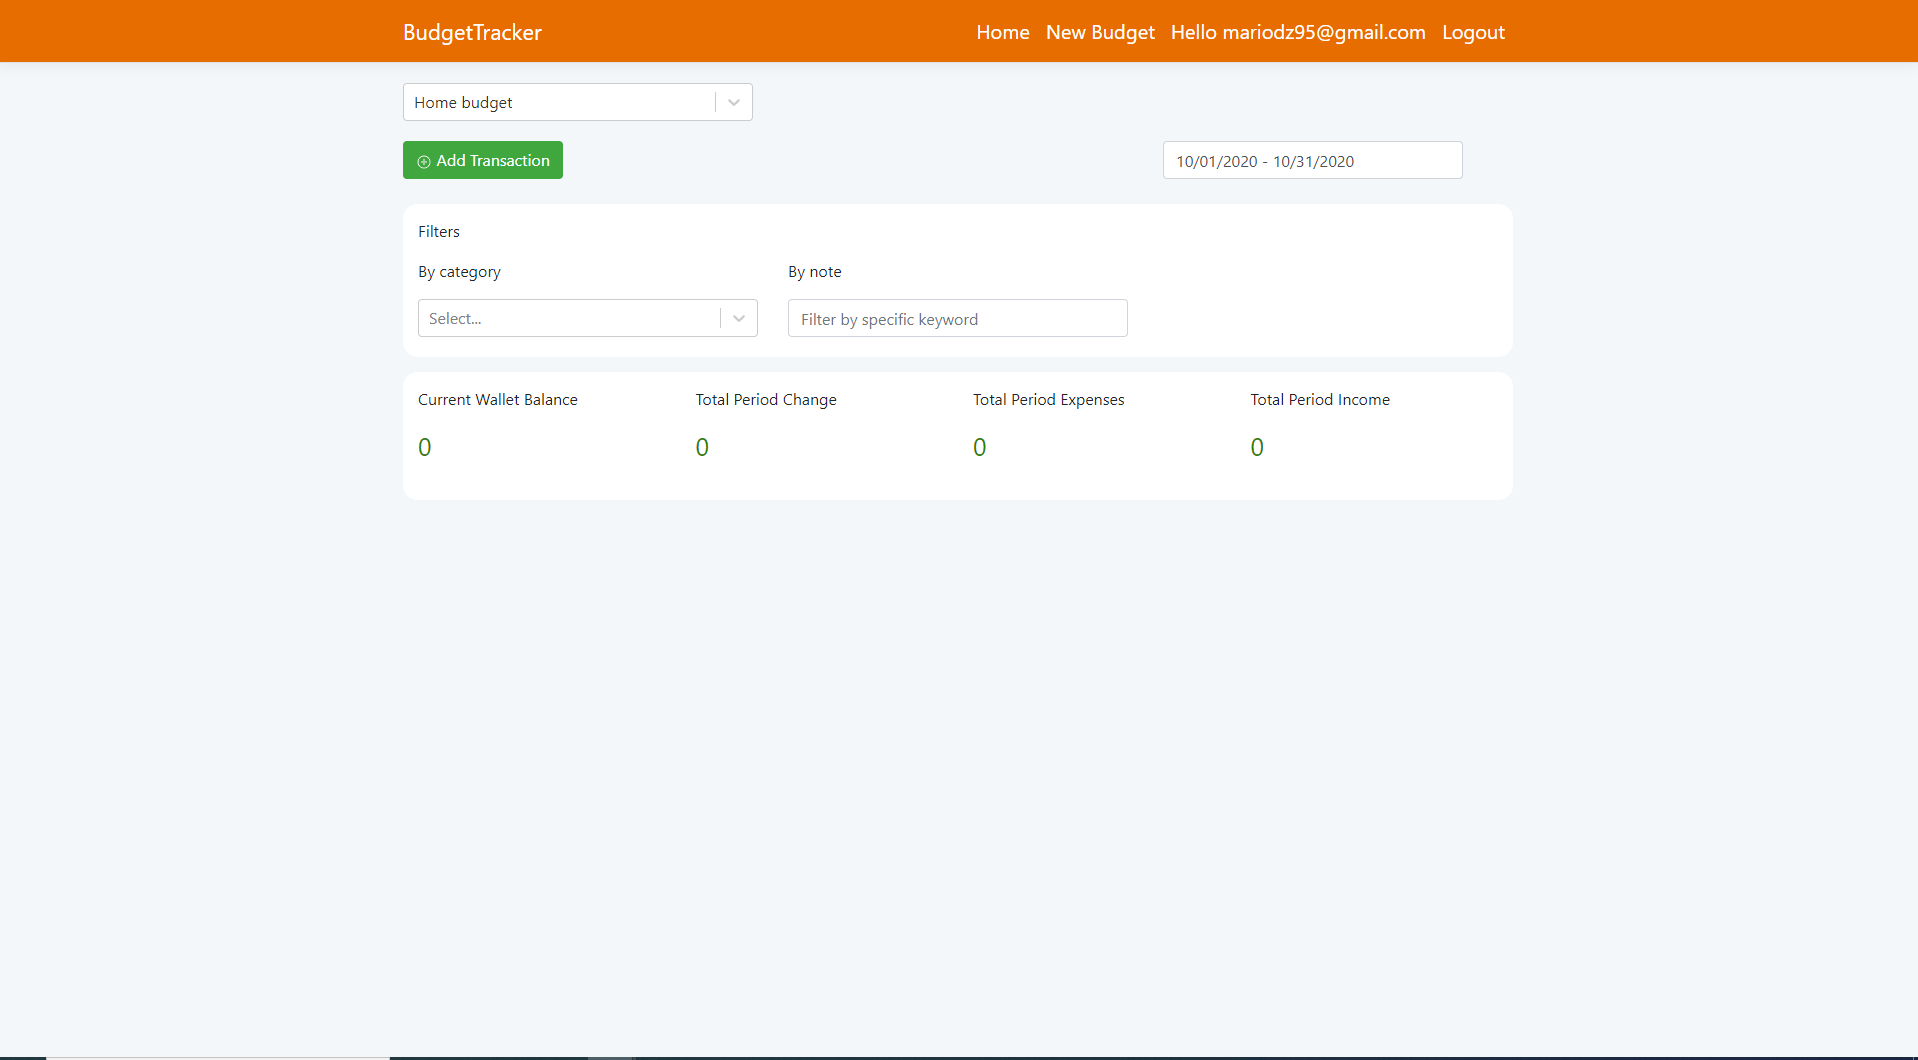 BudgetTracker Home New Budget Hello mariodz95@gmail.com Logout
Home budget
Add Transaction 10/01/2020 - 10/31/2020
Filters
By category By note
Select... Filter by specific keyword
Current Wallet Balance Total Period Change Total Period Expenses Total Period Income
0 0 0 0